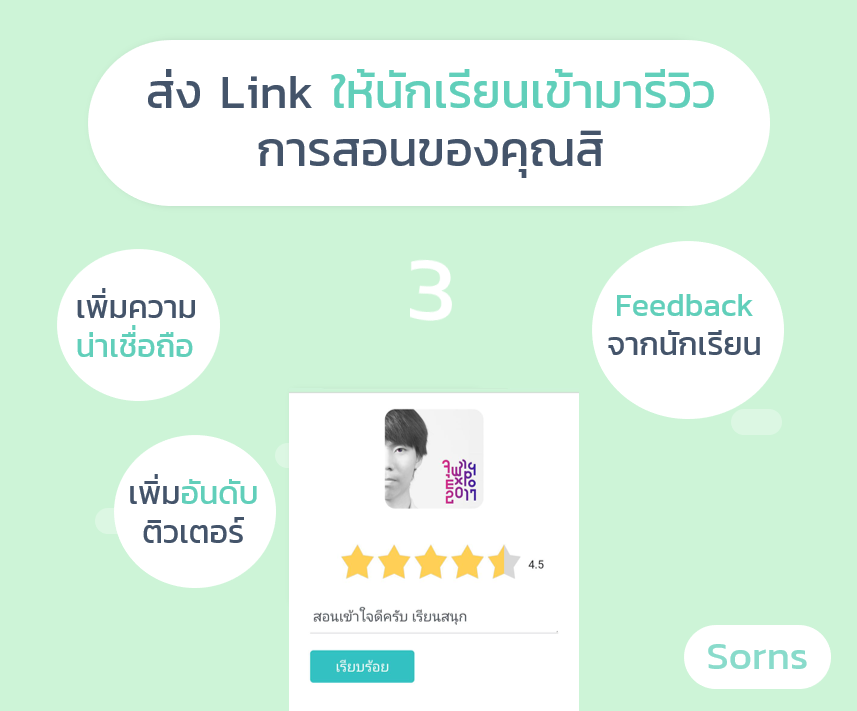 ส่ง Link ให้นักเรียนเข้ามารีวิว
การสอนของคุณสิ
3
เพิ่มความ
น่าเชื่อถือ
Feedback
จากนักเรียน
เพิ่มอันดับ
ติวเตอร์
4.5
สอนเข้าใจดีครับ เรียนสนุก
เรียบร้อย
Sorns